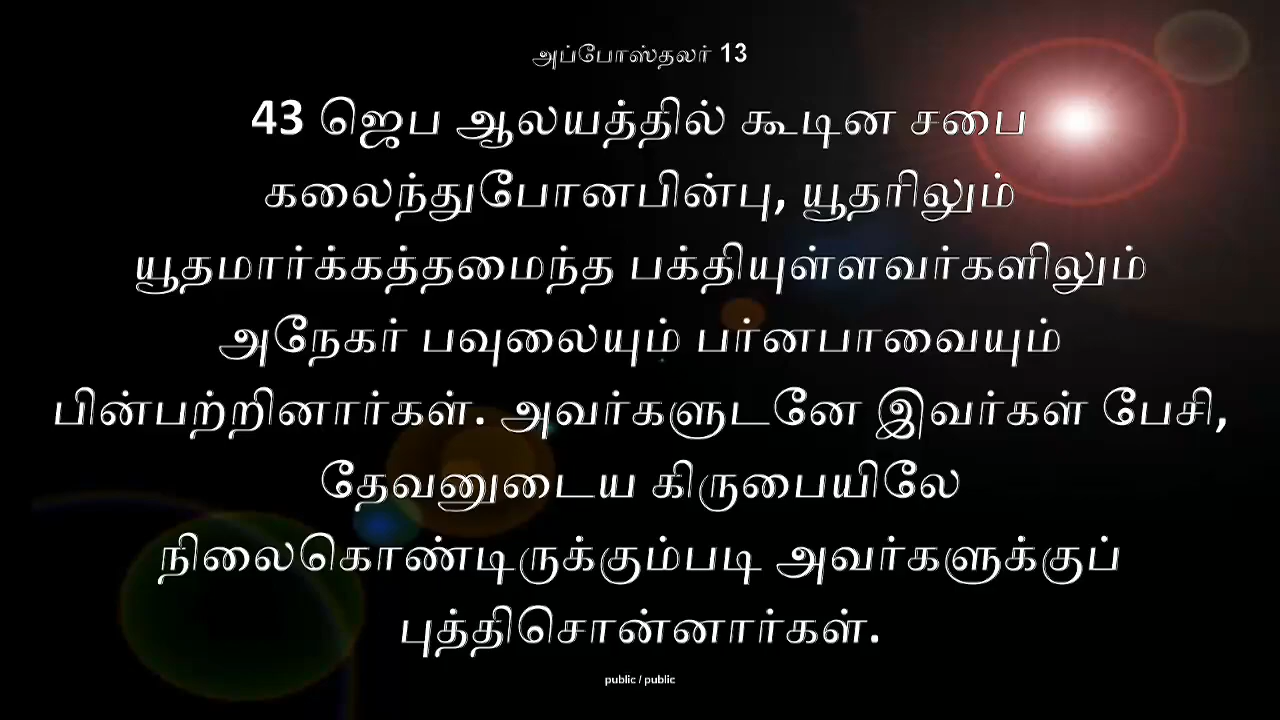 அப்போஸ்தலர் 13
43 ஜெப ஆலயத்தில் கூடின சபை
கலைந்துபோனபின்பு, யூதரிலும்
யூதமார்க்கத்தமைந்த பக்தியுள்ளவர்களிலும்
அநேகர் பவுலையும் பர்னபாவையும்
பின்பற்றினார்கள். அவர்களுடனே இவர்கள் பேசி,
தேவனுடைய கிருபையிலே
நிலைகொண்டிருக்கும்படி அவர்களுக்குப்
புத்திசொன்னார்கள்.
public / public